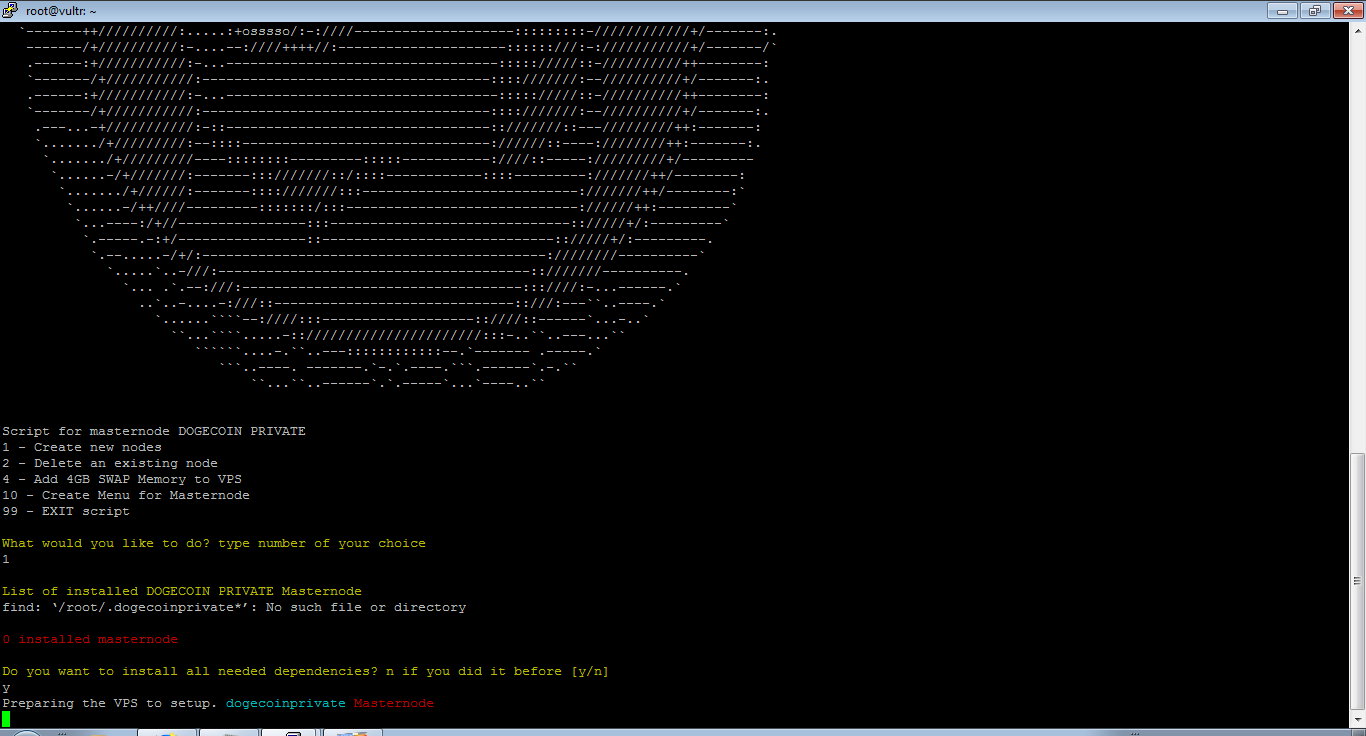 root@vultr: ~
Script for masternode DOGECOIN PRIVATE
1 - Create new nodes
2 - Delete an existing node
4 - Add 4GB SWAP Memory to VPS
10 - Create Menu for Masternode
99 - EXIT script
What would you like to do? type number of your choice
1
List of installed DOGECOIN PRIVATE Masternode
find: ‘/root/.dogecoinprivate*’: No such file or directory
0 installed masternode
Do you want to install all needed dependencies? n if you did it before [y/n]
y
Preparing the VPS to setup. dogecoinprivate Masternode